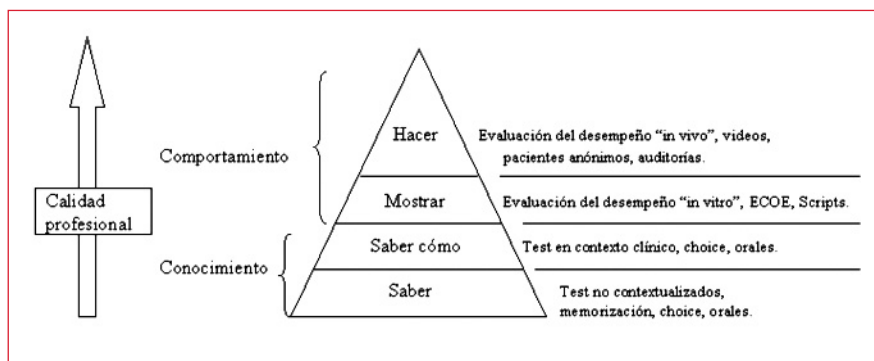 Hacer
Evaluación del desempeño “in vivo”, videos,
pacientes anónimos, auditorías.
Comportamiento
Calidad
profesional
Mostrar
Evaluación del desempeño “in vitro”, ECOE, Scripts.
Saber cómo
Test en contexto clínico, choice, orales.
Conocimiento
Saber
Test no contextualizados,
memorización, choice, orales.